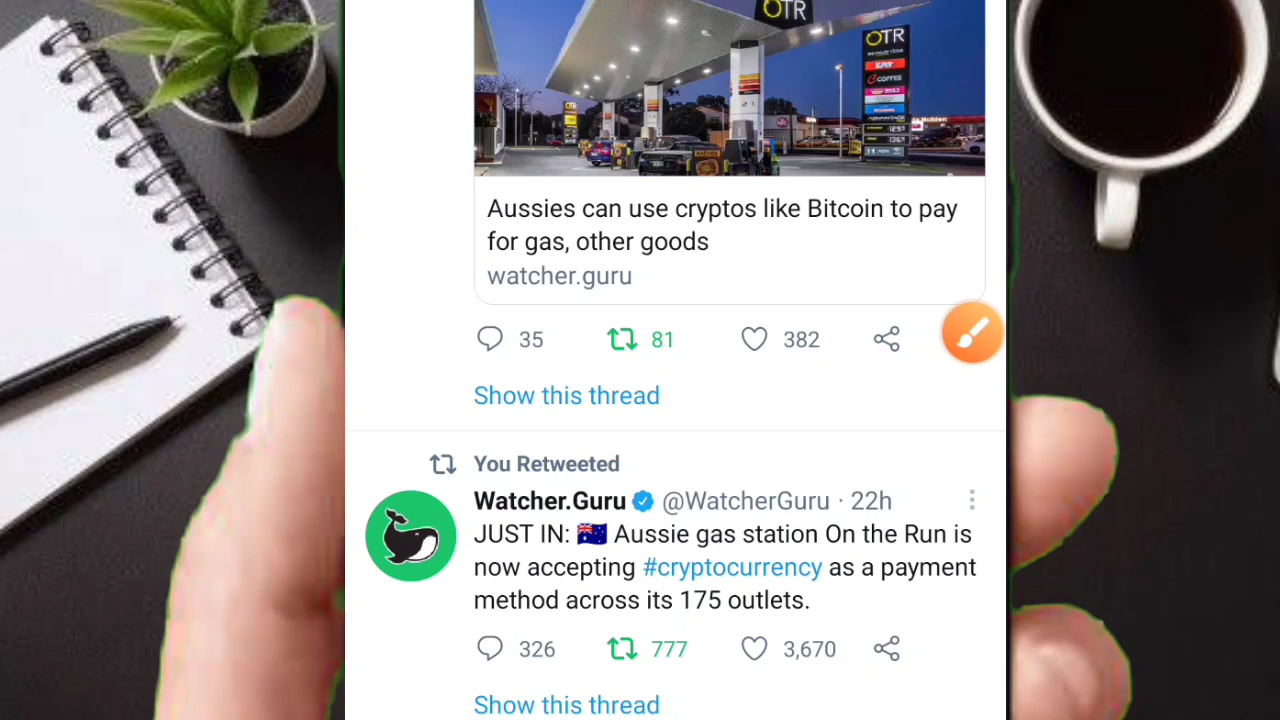 OTR
OTR
COFFEE
Aussies can use cryptos like Bitcoin to pay
for gas, other goods
watcher.guru
35 81 382
Show this thread
You Retweeted
Watcher.Guru @WatcherGuru · 22h
JUST IN: 🇦🇺 Aussie gas station On the Run is
now accepting #cryptocurrency as a payment
method across its 175 outlets.
326 777 3,670
Show this thread